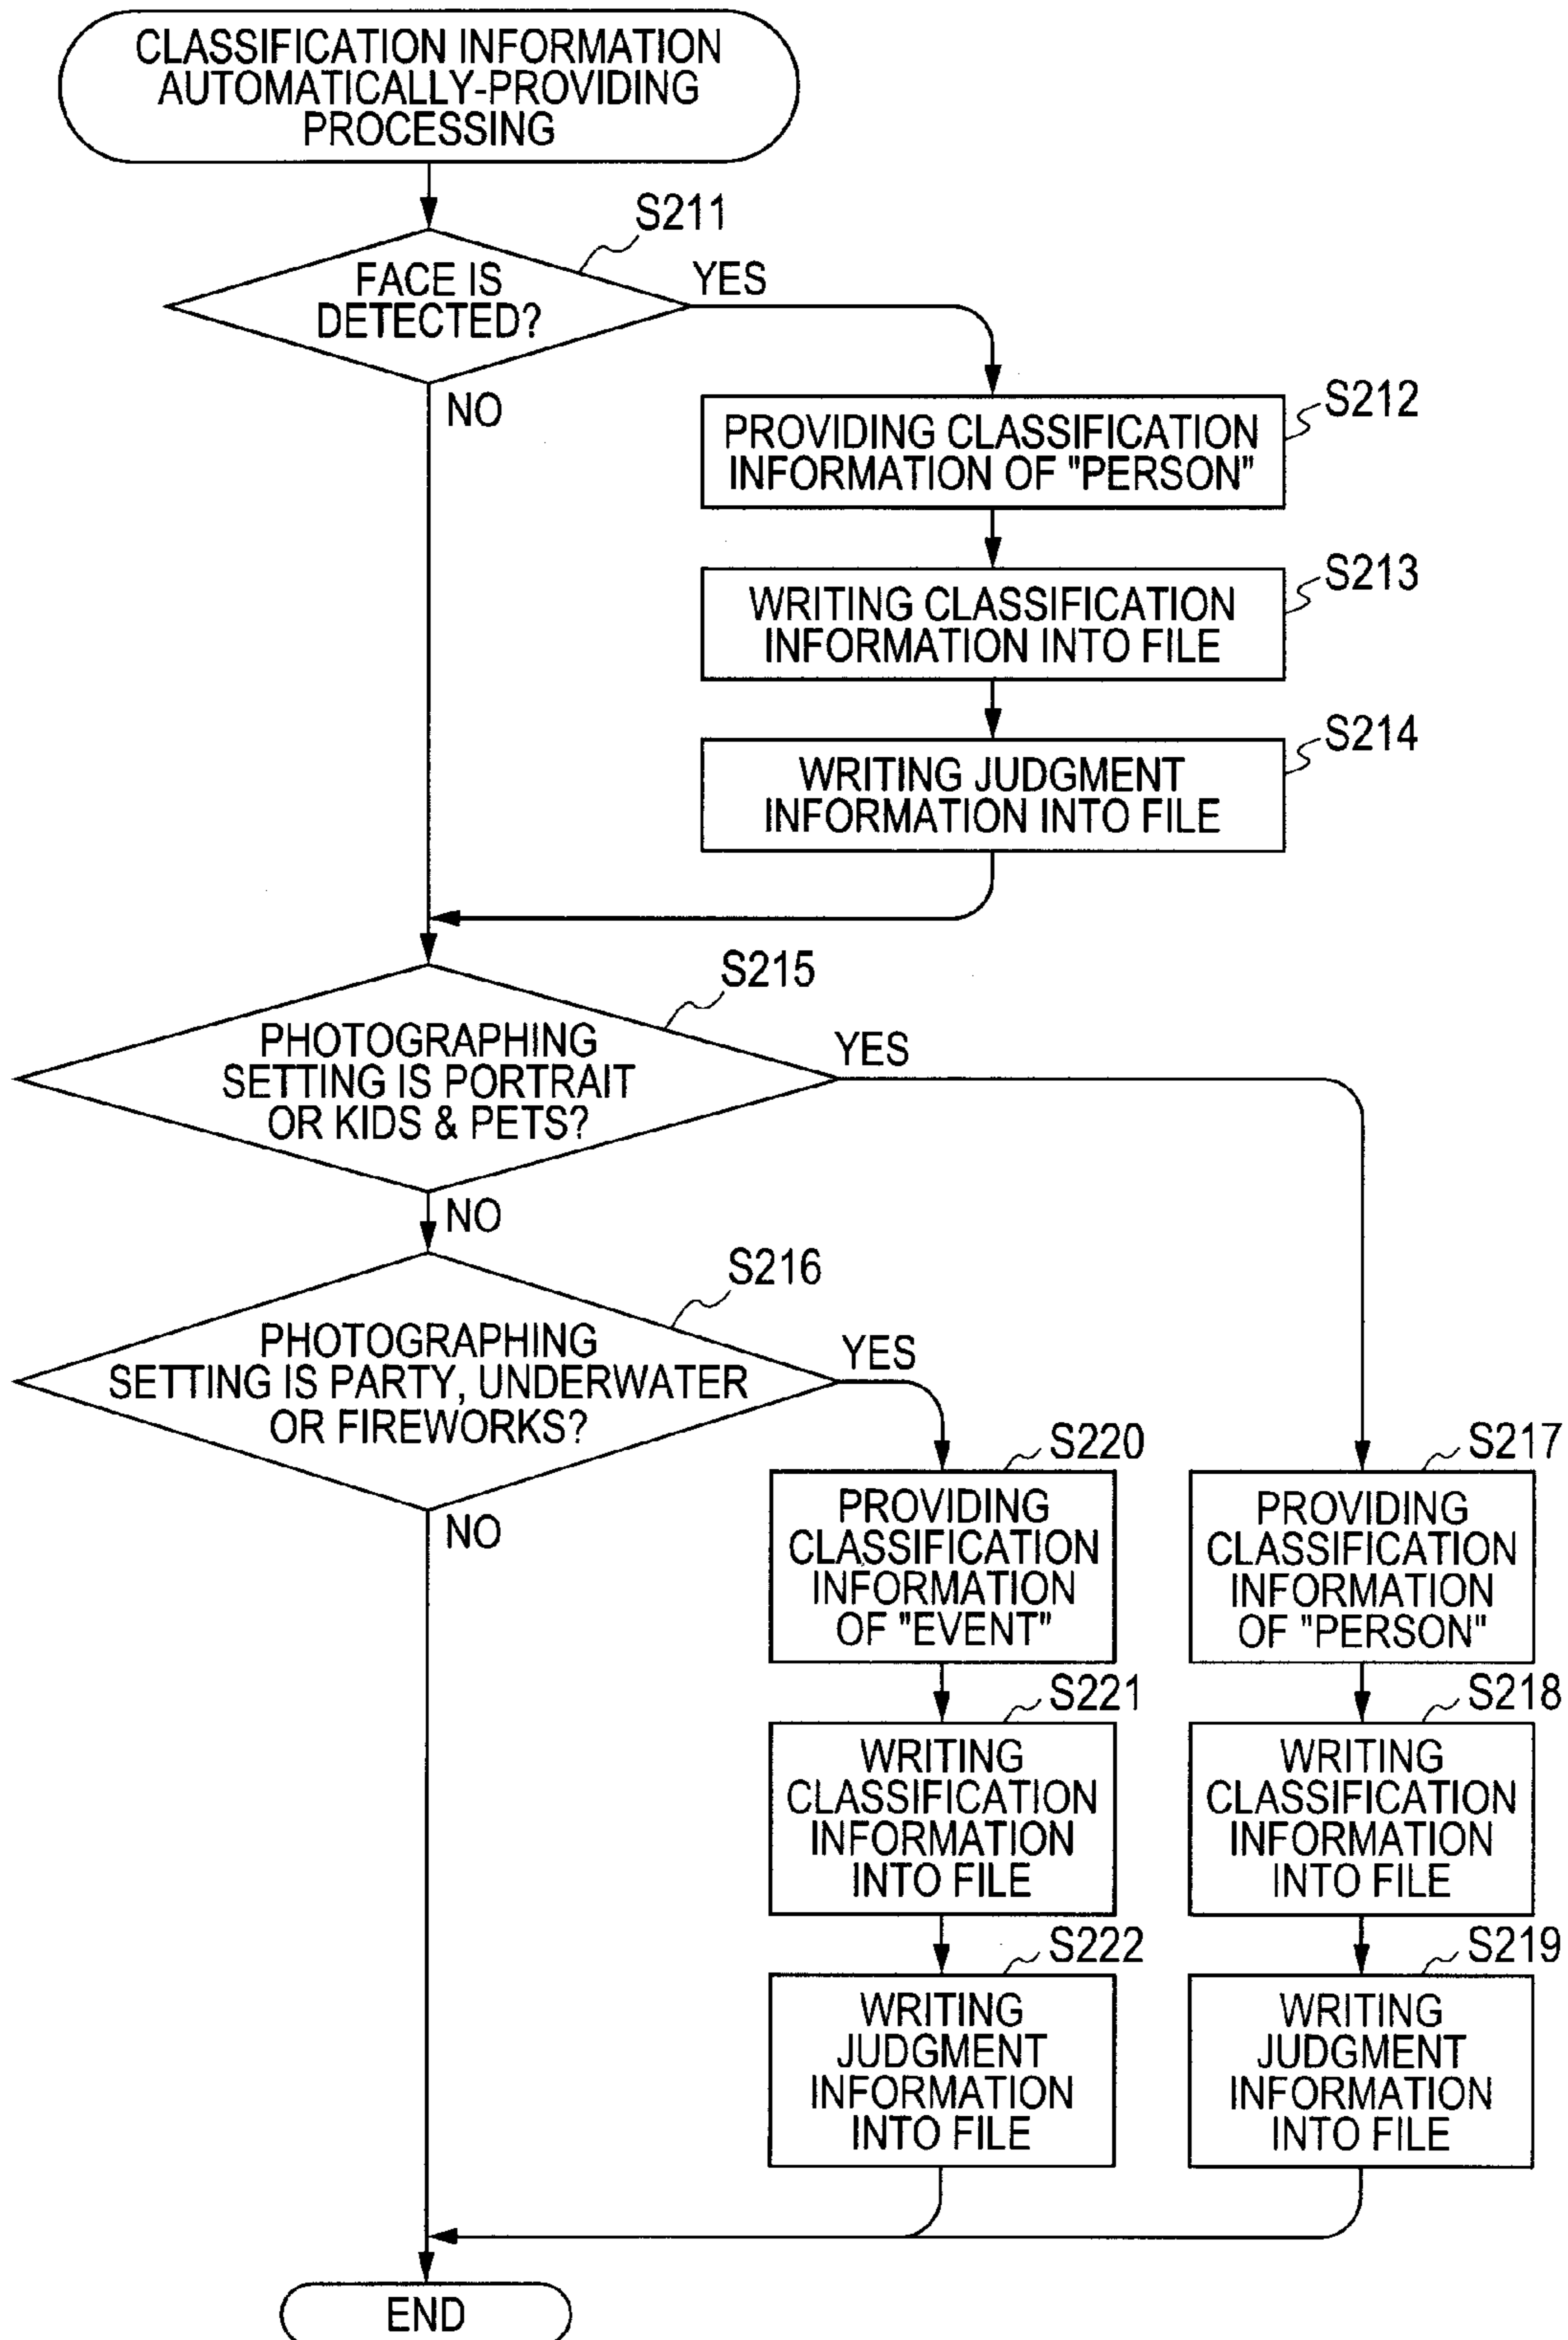 CLASSIFICATION INFORMATION
AUTOMATICALLY-PROVIDING
PROCESSING
S211
FACE IS
DETECTED?
YES
NO
S212
PROVIDING CLASSIFICATION
INFORMATION OF "PERSON"
S213
WRITING CLASSIFICATION
INFORMATION INTO FILE
S214
WRITING JUDGMENT
INFORMATION INTO FILE
S215
PHOTOGRAPHING
SETTING IS PORTRAIT
OR KIDS & PETS?
YES
NO
S216
PHOTOGRAPHING
SETTING IS PARTY, UNDERWATER
OR FIREWORKS?
YES
NO
S220
PROVIDING
CLASSIFICATION
INFORMATION
OF "EVENT"
S217
PROVIDING
CLASSIFICATION
INFORMATION
OF "PERSON"
S221
WRITING
CLASSIFICATION
INFORMATION
INTO FILE
S218
WRITING
CLASSIFICATION
INFORMATION
INTO FILE
S222
WRITING
JUDGMENT
INFORMATION
INTO FILE
S219
WRITING
JUDGMENT
INFORMATION
INTO FILE
END